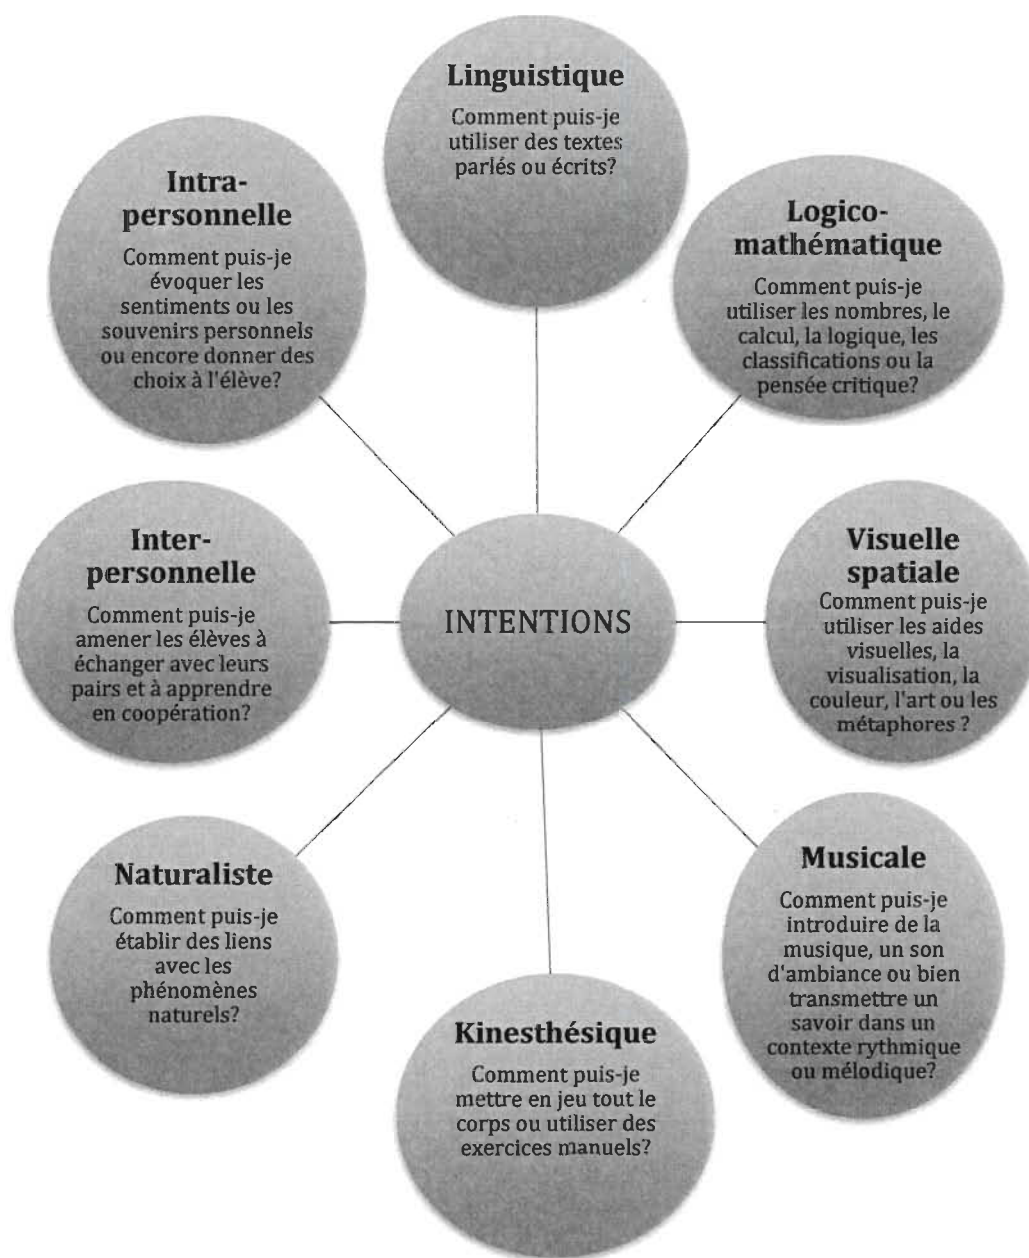 Linguistique
Comment puis-je
utiliser des textes
parlés ou écrits?
Logico-
mathématique
Comment puis-je
utiliser les nombres, le
calcul, la logique, les
classifications ou la
pensée critique?
Visuelle
spatiale
Comment puis-je
utiliser les aides
visuelles, la
visualisation, la
couleur, l'art ou les
métaphores ?
Musicale
Comment puis-je
introduire de la
musique, un son
d'ambiance ou bien
transmettre un
savoir dans un
contexte rythmique
ou mélodique?
Kinesthésique
Comment puis-je
mettre en jeu tout le
corps ou utiliser des
exercices manuels?
Naturaliste
Comment puis-je
établir des liens
avec les
phénomènes
naturels?
Inter-
personnelle
Comment puis-je
amener les élèves à
échanger avec leurs
pairs et à apprendre
en coopération?
Intra-
personnelle
Comment puis-je
évoquer les
sentiments ou les
souvenirs personnels
ou encore donner des
choix à l'élève?
INTENTIONS